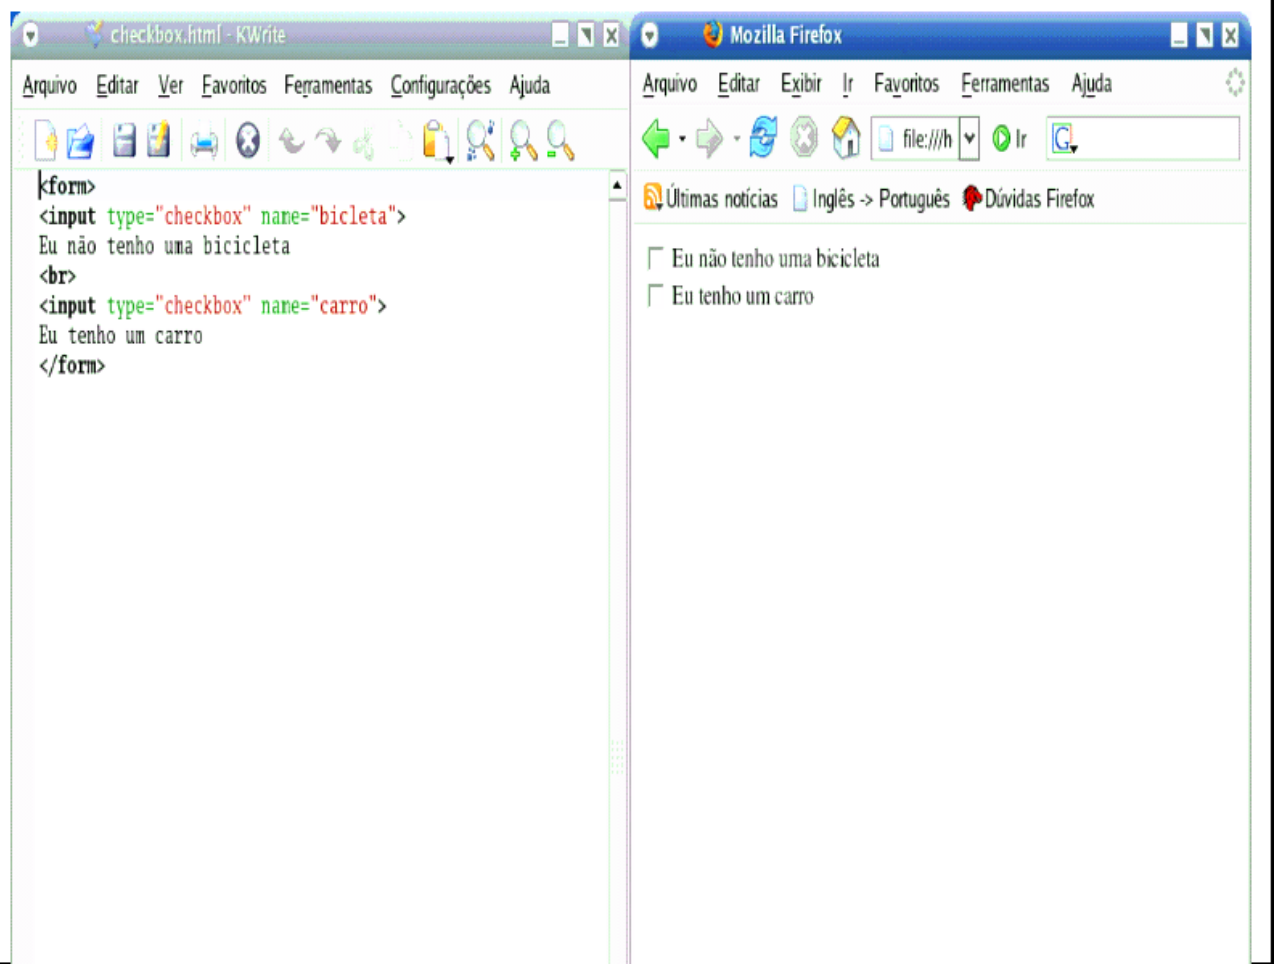 checkbox.html - KWrite
Arquivo Editar Ver Favoritos Ferramentas Configurações Ajuda
<form>
<input type="checkbox" name="bicleta">
Eu não tenho uma bicicleta
<br>
<input type="checkbox" name="carro">
Eu tenho um carro
</form>
Mozilla Firefox
Arquivo Editar Exibir Ir Favoritos Ferramentas Ajuda
file:///h Ir G
Últimas notícias Inglês -> Português Dúvidas Firefox
Eu não tenho uma bicicleta
Eu tenho um carro